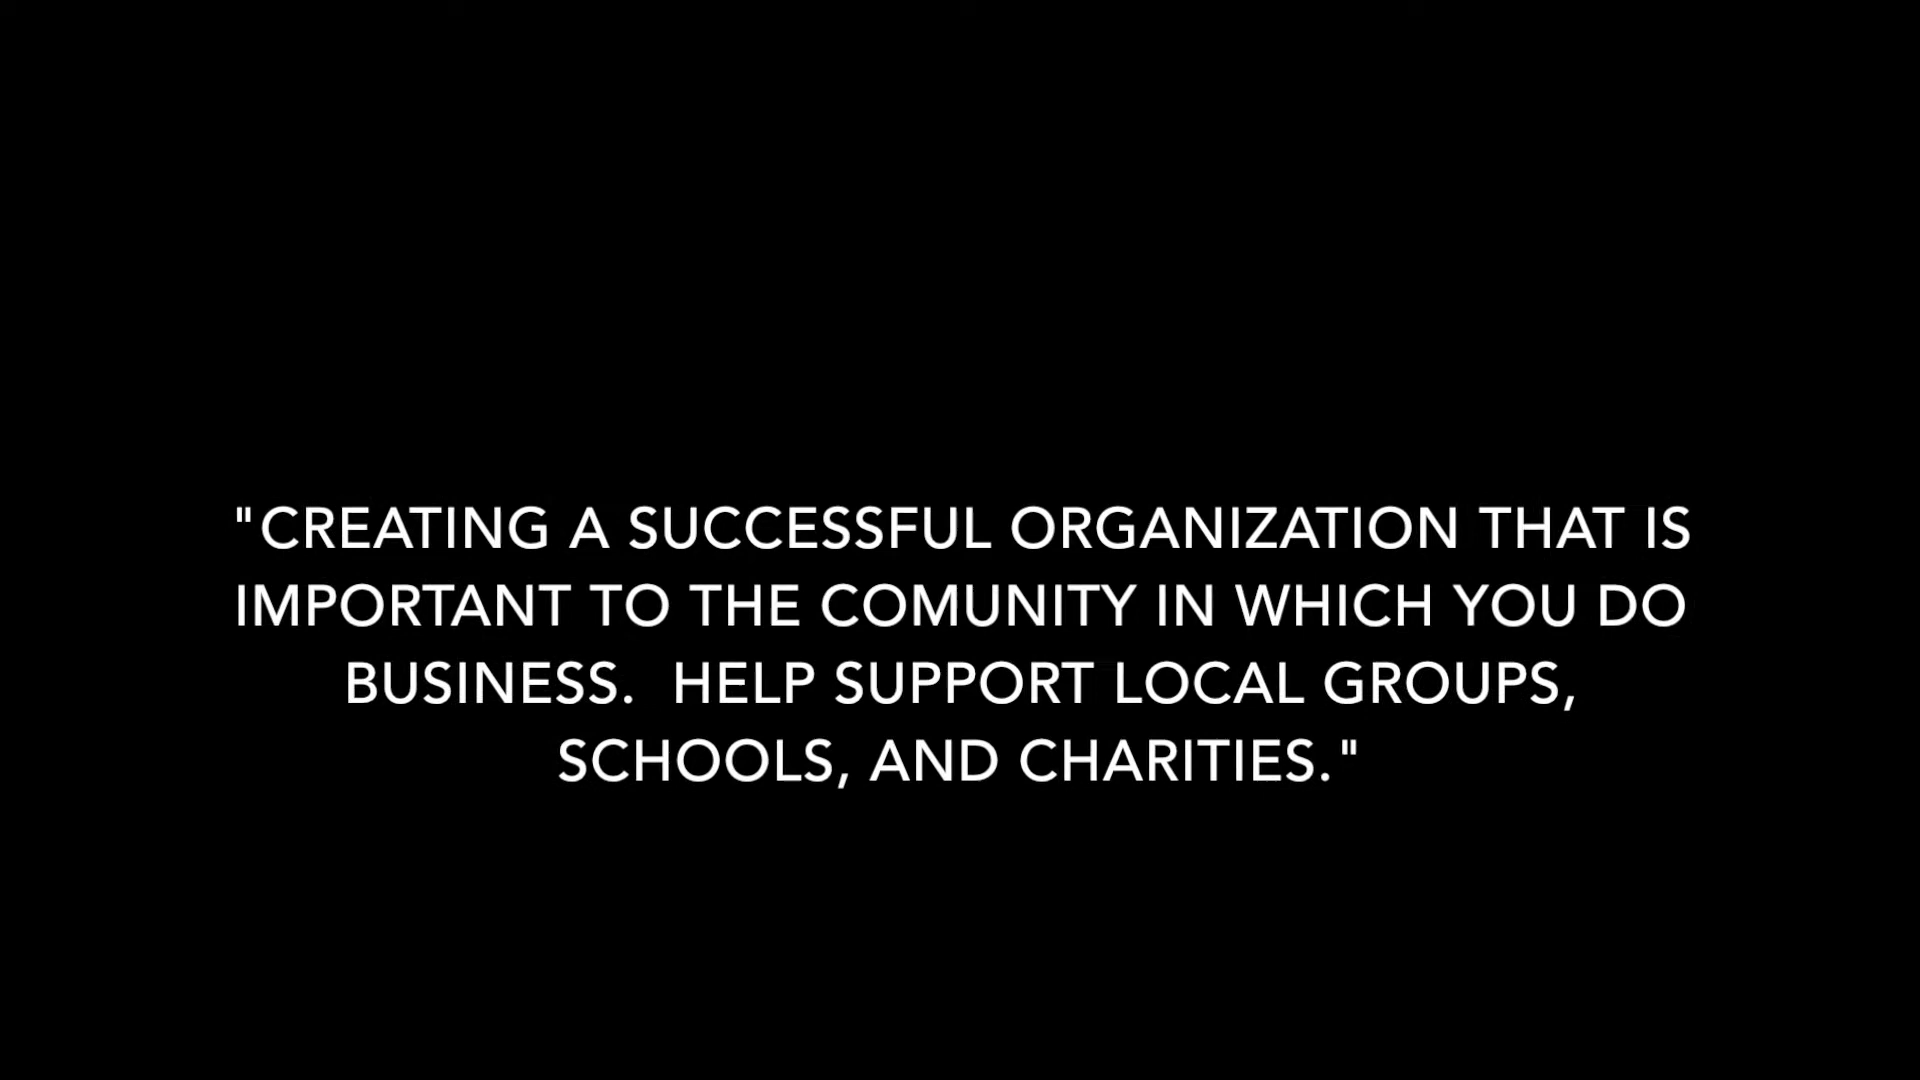 "CREATING A SUCCESSFUL ORGANIZATION THAT IS
IMPORTANT TO THE COMUNITY IN WHICH YOU DO
BUSINESS.  HELP SUPPORT LOCAL GROUPS,
SCHOOLS, AND CHARITIES."